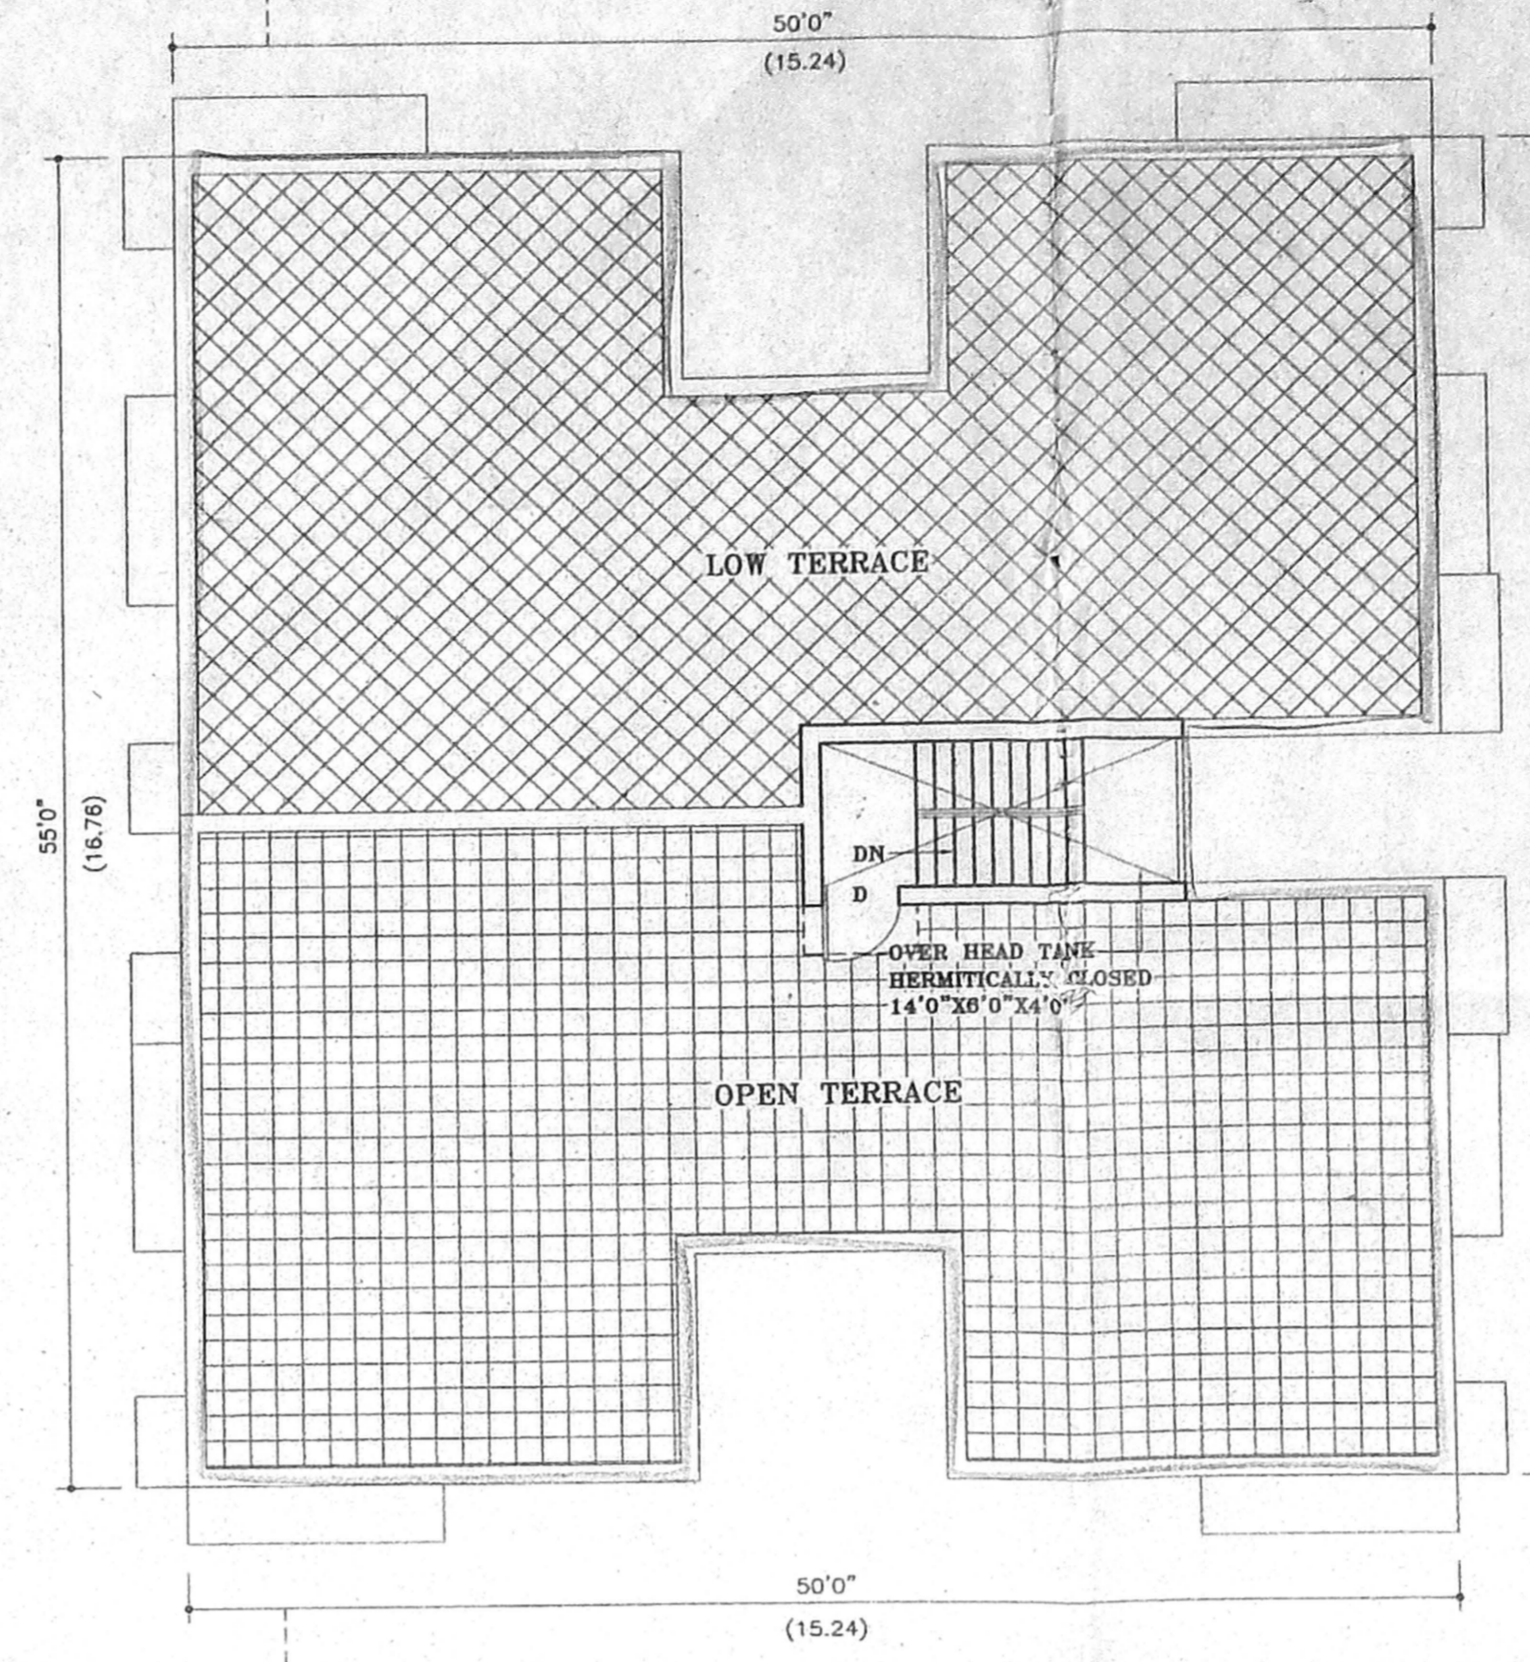 50'0"
(15.24)
LOW TERRACE
55'0"
(16.76)
DN
D
OVER HEAD TANK
HERMITICALLY CLOSED
14'0"X6'0"X4'0"
OPEN TERRACE
50'0"
(15.24)